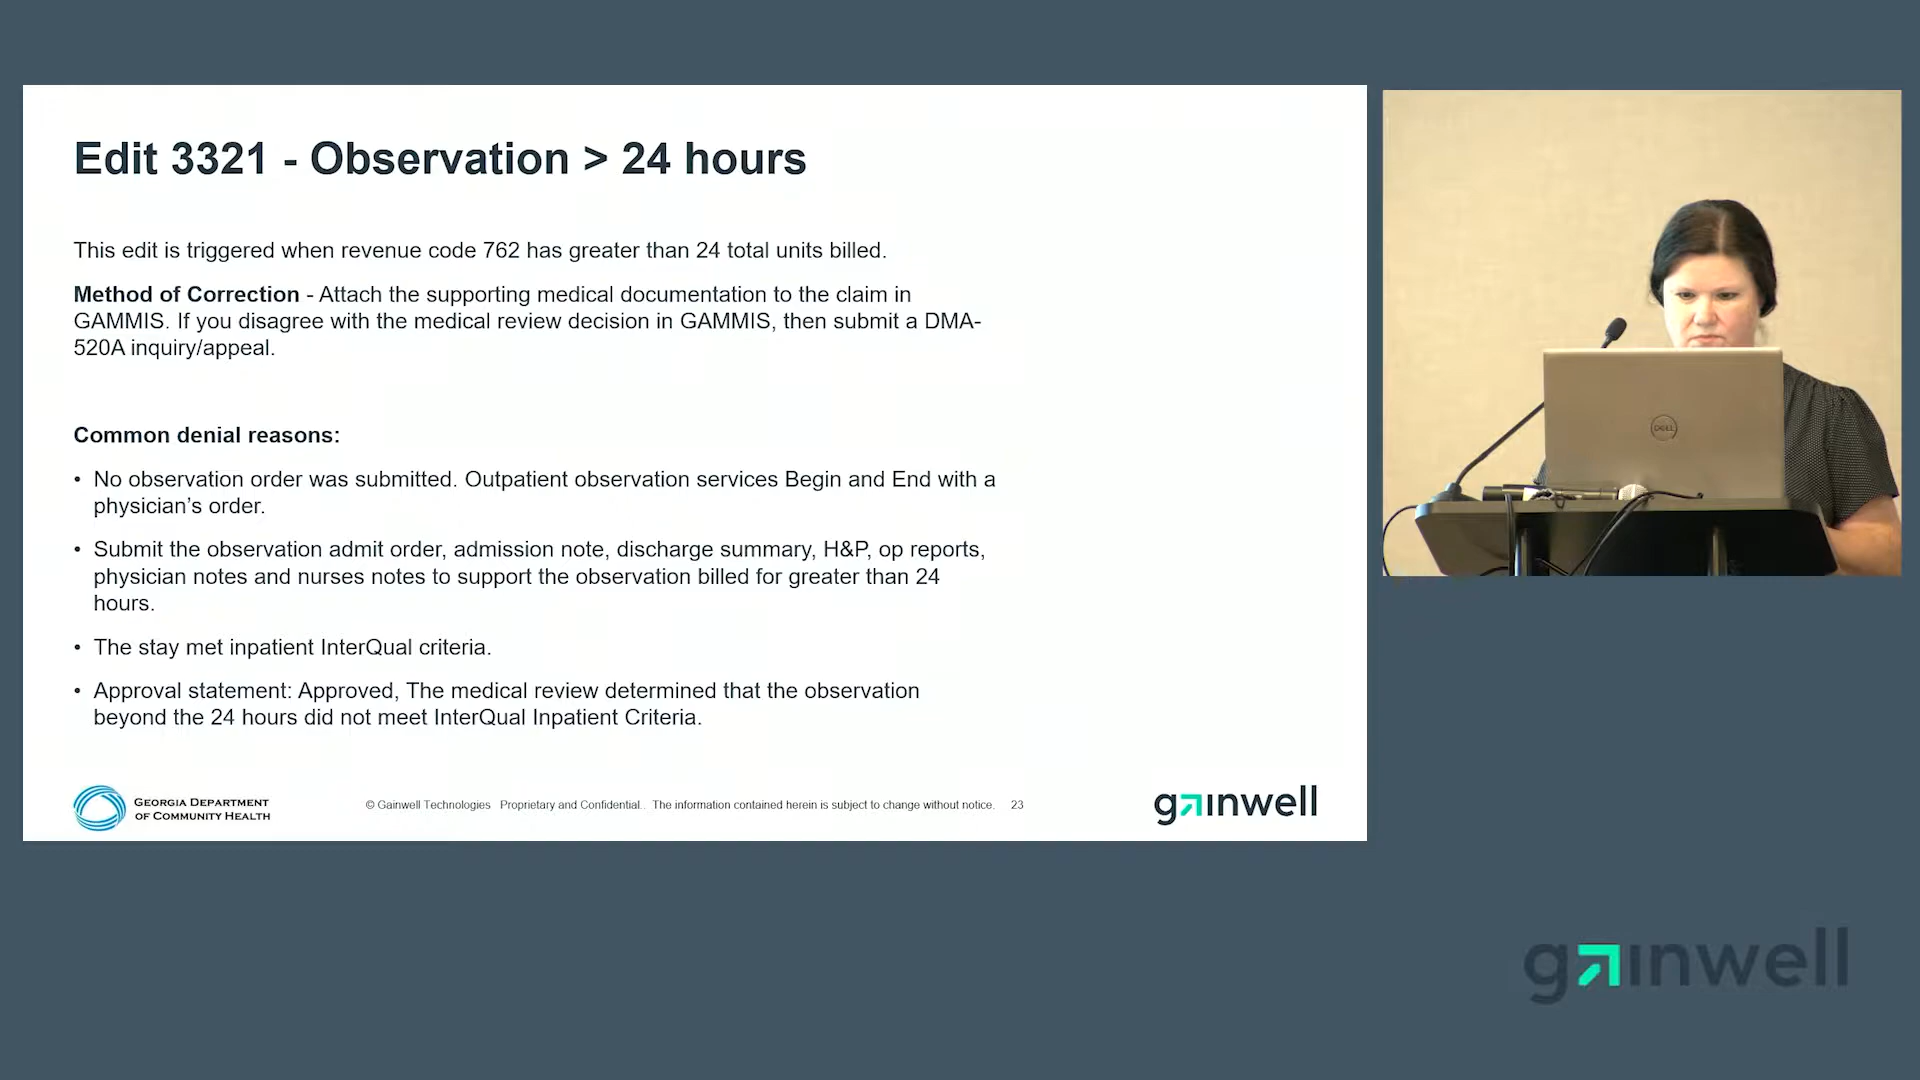 Edit 3321 - Observation > 24 hours
This edit is triggered when revenue code 762 has greater than 24 total units billed.
Method of Correction - Attach the supporting medical documentation to the claim in
GAMMIS. If you disagree with the medical review decision in GAMMIS, then submit a DMA-
520A inquiry/appeal.
Common denial reasons:
• No observation order was submitted. Outpatient observation services Begin and End with a
physician's order.
• Submit the observation admit order, admission note, discharge summary, H&P, op reports,
physician notes and nurses notes to support the observation billed for greater than 24
hours.
• The stay met inpatient InterQual criteria.
• Approval statement: Approved, The medical review determined that the observation
beyond the 24 hours did not meet InterQual Inpatient Criteria.
GEORGIA DEPARTMENT
OF COMMUNITY HEALTH
© Gainwell Technologies Proprietary and Confidential.. The information contained herein is subject to change without notice. 23
gainwell
DELL
gainwell